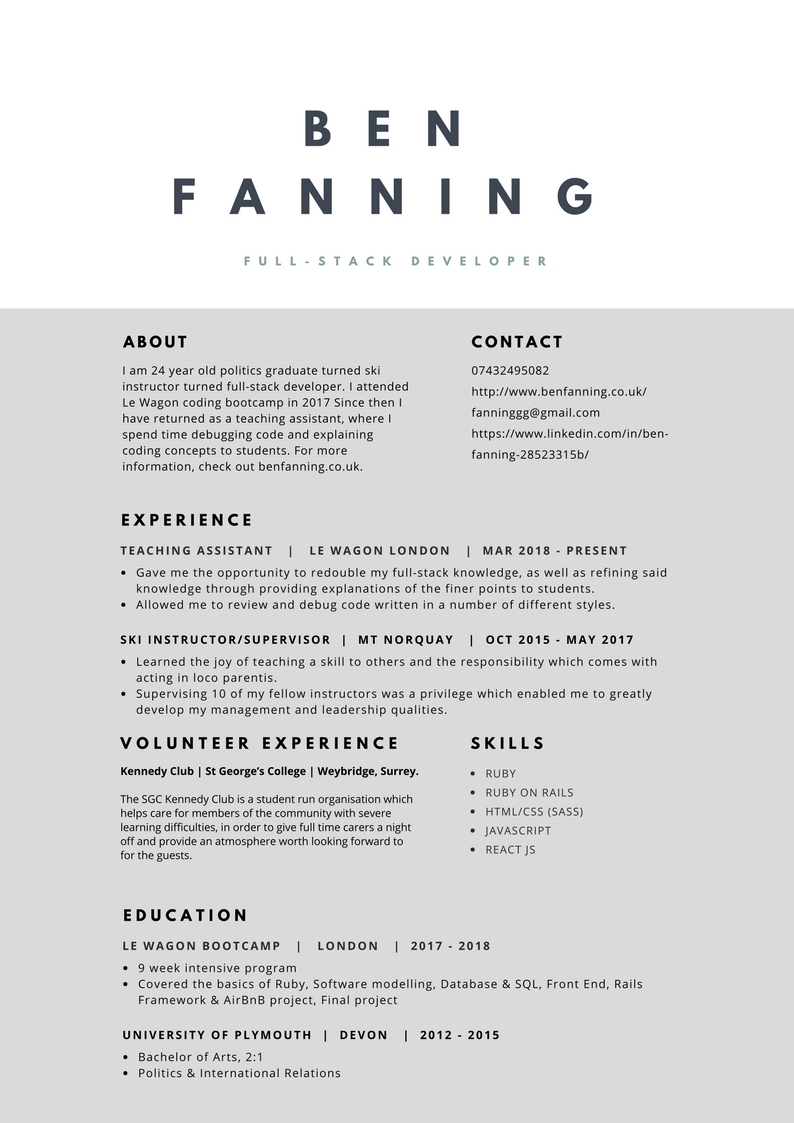 BEN
FANNING
FULL-STACK DEVELOPER
ABOUT
I am 24 year old politics graduate turned ski
instructor turned full-stack developer. I attended
Le Wagon coding bootcamp in 2017 Since then I
have returned as a teaching assistant, where I
spend time debugging code and explaining
coding concepts to students. For more
information, check out benfanning.co.uk.
CONTACT
07432495082
http://www.benfanning.co.uk/
fanninggg@gmail.com
https://www.linkedin.com/in/ben-
fanning-28523315b/
EXPERIENCE
TEACHING ASSISTANT | LE WAGON LONDON | MAR 2018 - PRESENT
• Gave me the opportunity to redouble my full-stack knowledge, as well as refining said
knowledge through providing explanations of the finer points to students.
• Allowed me to review and debug code written in a number of different styles.
SKI INSTRUCTOR/SUPERVISOR | MT NORQUAY | OCT 2015 - MAY 2017
• Learned the joy of teaching a skill to others and the responsibility which comes with
acting in loco parentis.
• Supervising 10 of my fellow instructors was a privilege which enabled me to greatly
develop my management and leadership qualities.
VOLUNTEER EXPERIENCE
Kennedy Club | St George's College | Weybridge, Surrey.
The SGC Kennedy Club is a student run organisation which
helps care for members of the community with severe
learning difficulties, in order to give full time carers a night
off and provide an atmosphere worth looking forward to
for the guests.
SKILLS
• RUBY
• RUBY ON RAILS
• HTML/CSS (SASS)
• JAVASCRIPT
• REACT JS
EDUCATION
LE WAGON BOOTCAMP | LONDON | 2017 - 2018
• 9 week intensive program
• Covered the basics of Ruby, Software modelling, Database & SQL, Front End, Rails
Framework & AirBnB project, Final project
UNIVERSITY OF PLYMOUTH | DEVON | 2012 - 2015
• Bachelor of Arts, 2:1
• Politics & International Relations